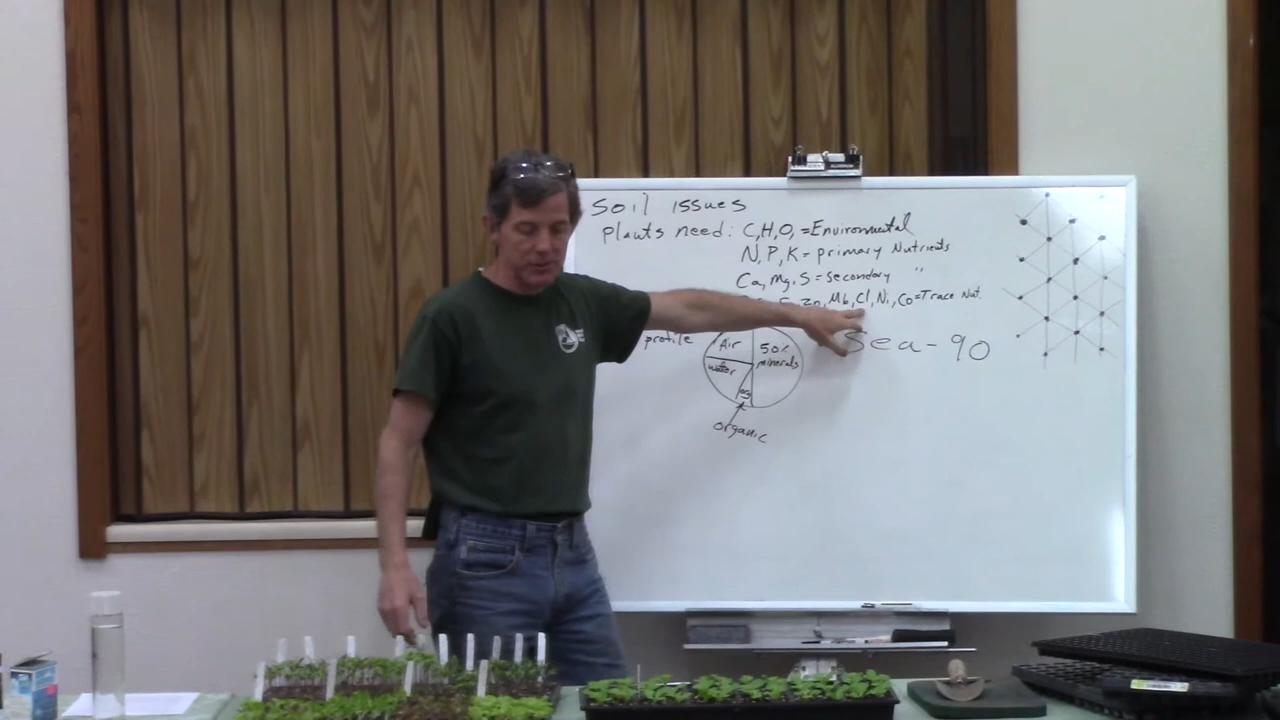 Soil issues
plants need: C,H,O, = Environmental
N, P, K = primary Nutrients
Ca, Mg, S = Secondary "
Zn, Mb, Cl, Ni, Co = Trace Nut.
profile
Air
50% minerals
water
Sea-90
organic